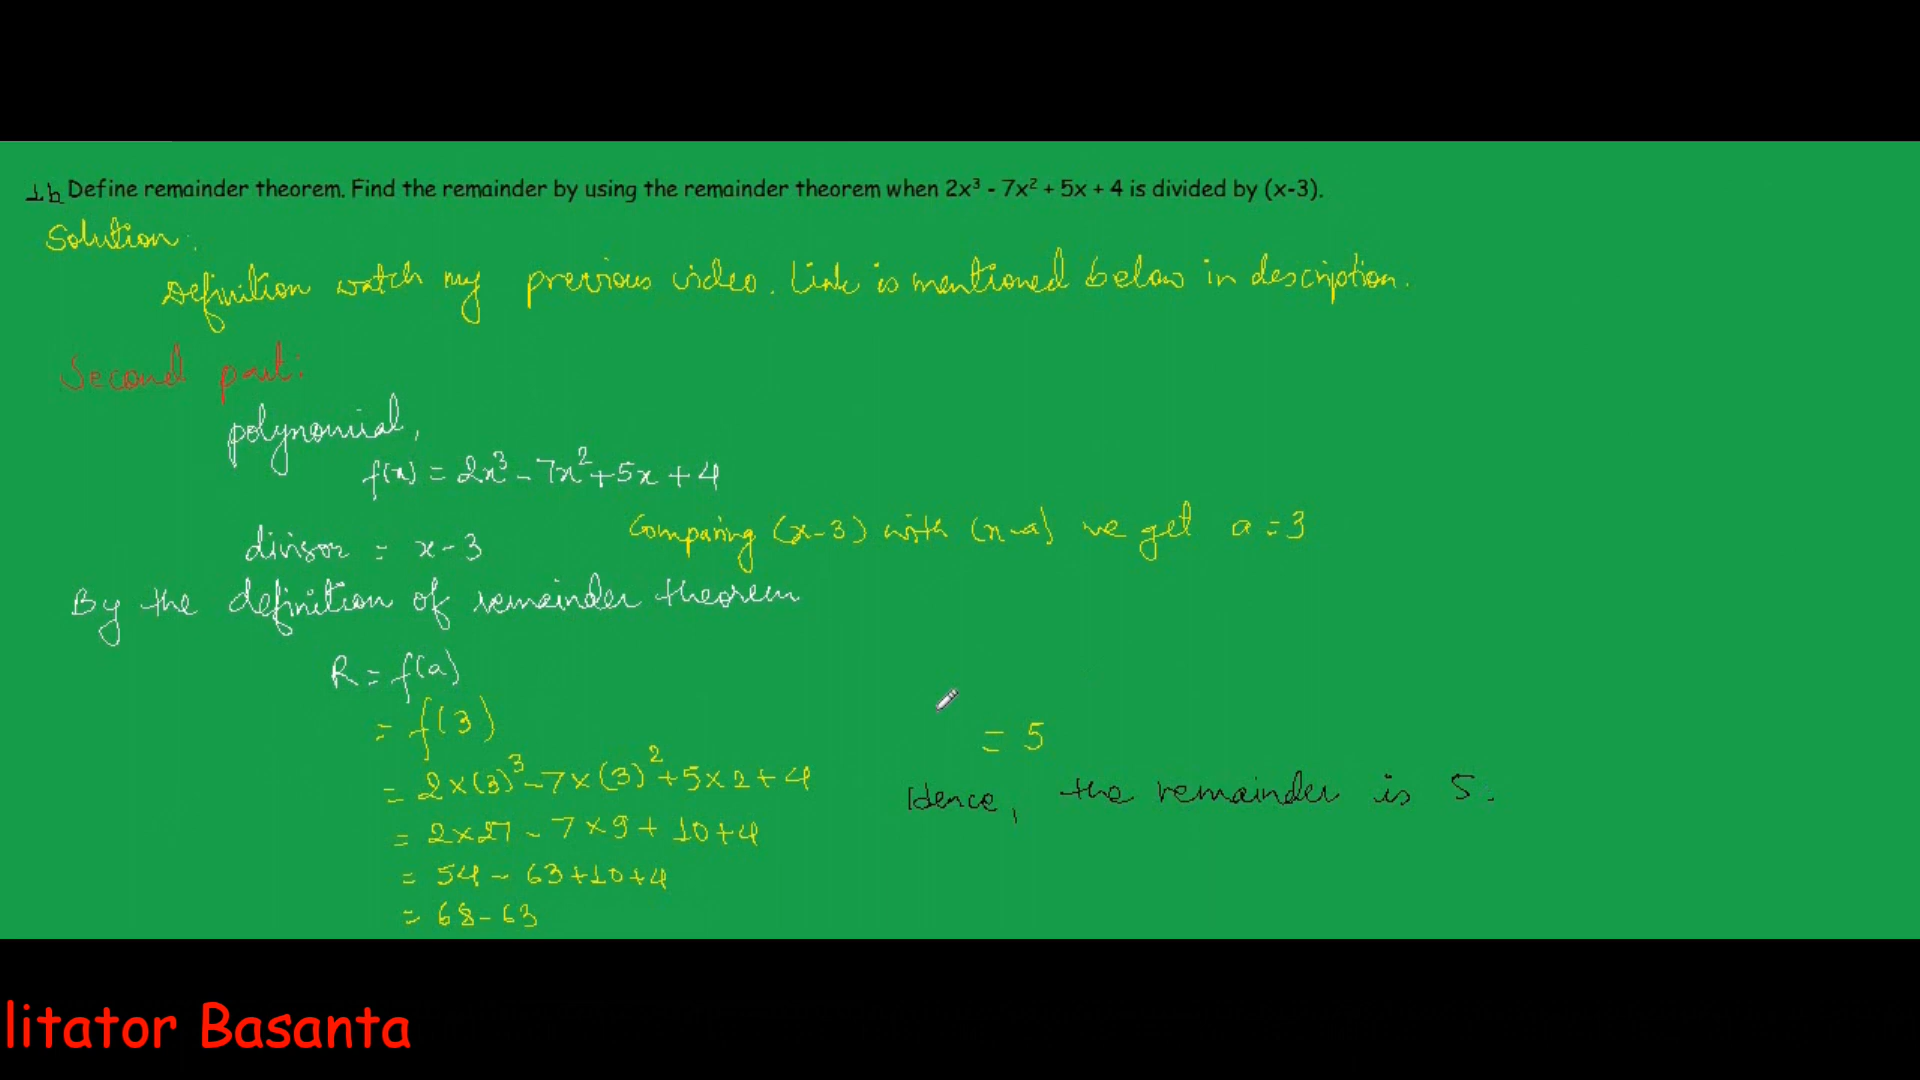 1b Define remainder theorem. Find the remainder by using the remainder theorem when 2x³ - 7x² + 5x + 4 is divided by (x-3).
Solution:
Definition watch my previous video. Link is mentioned below in description.
Second part:
polynomial,
f(x) = 2x³ - 7x² + 5x + 4
divisor = x - 3
Comparing (x-3) with (x-a) we get a = 3
By the definition of remainder theorem
R = f(a)
= f(3)
= 2×(3)³ - 7×(3)² + 5×2 + 4
= 2×27 - 7×9 + 10 + 4
= 54 - 63 + 10 + 4
= 68 - 63
= 5
Hence, the remainder is 5.
litator Basanta